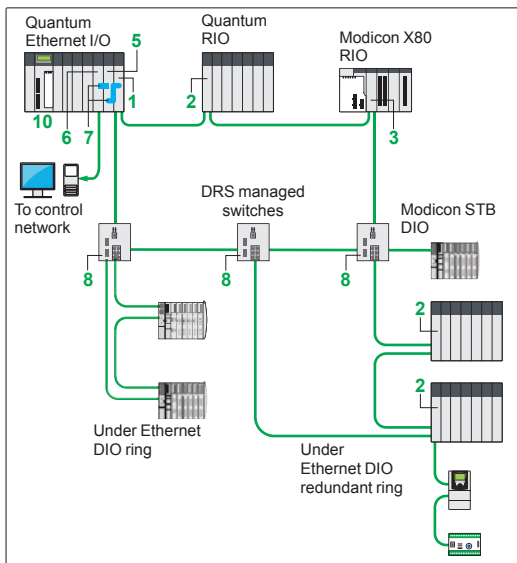 Quantum
Ethernet I/O
5
Quantum
RIO
Modicon X80
RIO
10
6
7
1
2
3
To control
network
DRS managed
switches
Modicon STB
DIO
8
8
8
2
2
Under Ethernet
DIO ring
Under
Ethernet DIO
redundant ring